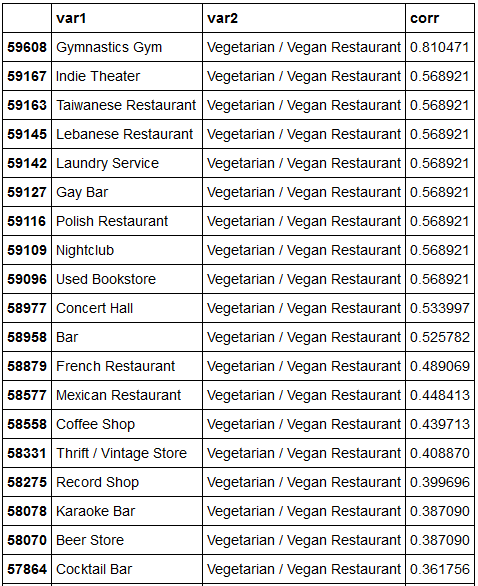 var1 var2 corr
59608 Gymnastics Gym Vegetarian / Vegan Restaurant 0.810471
59167 Indie Theater Vegetarian / Vegan Restaurant 0.568921
59163 Taiwanese Restaurant Vegetarian / Vegan Restaurant 0.568921
59145 Lebanese Restaurant Vegetarian / Vegan Restaurant 0.568921
59142 Laundry Service Vegetarian / Vegan Restaurant 0.568921
59127 Gay Bar Vegetarian / Vegan Restaurant 0.568921
59116 Polish Restaurant Vegetarian / Vegan Restaurant 0.568921
59109 Nightclub Vegetarian / Vegan Restaurant 0.568921
59096 Used Bookstore Vegetarian / Vegan Restaurant 0.568921
58977 Concert Hall Vegetarian / Vegan Restaurant 0.533997
58958 Bar Vegetarian / Vegan Restaurant 0.525782
58879 French Restaurant Vegetarian / Vegan Restaurant 0.489069
58577 Mexican Restaurant Vegetarian / Vegan Restaurant 0.448413
58558 Coffee Shop Vegetarian / Vegan Restaurant 0.439713
58331 Thrift / Vintage Store Vegetarian / Vegan Restaurant 0.408870
58275 Record Shop Vegetarian / Vegan Restaurant 0.399696
58078 Karaoke Bar Vegetarian / Vegan Restaurant 0.387090
58070 Beer Store Vegetarian / Vegan Restaurant 0.387090
57864 Cocktail Bar Vegetarian / Vegan Restaurant 0.361756